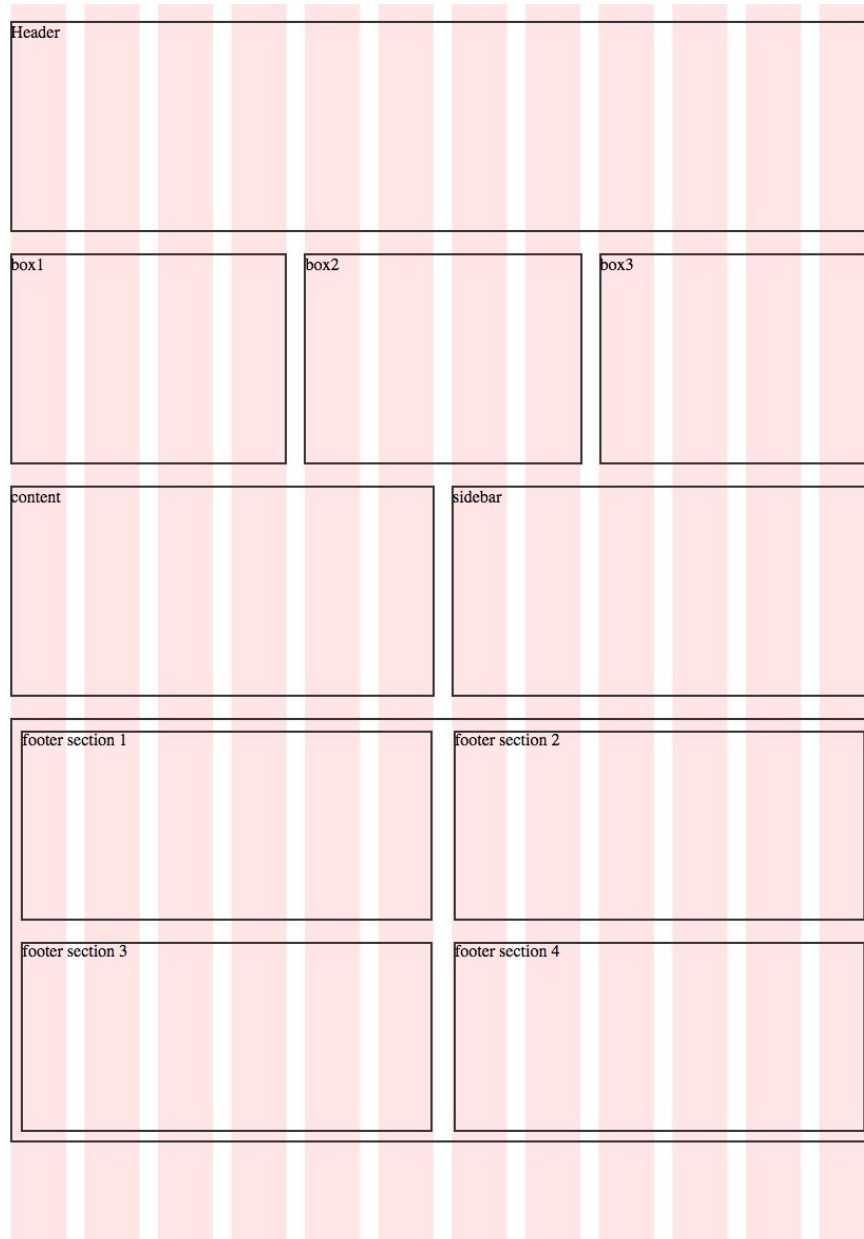 Header
box1
box2
box3
content
sidebar
footer section 1
footer section 2
footer section 3
footer section 4